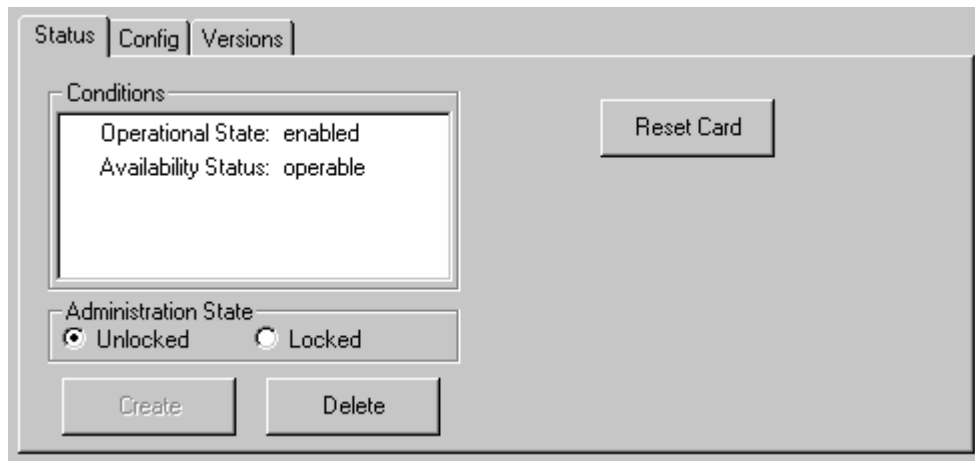 Status Config Versions
Conditions
Operational State: enabled
Availability Status: operable
Reset Card
Administration State
Unlocked Locked
Create Delete